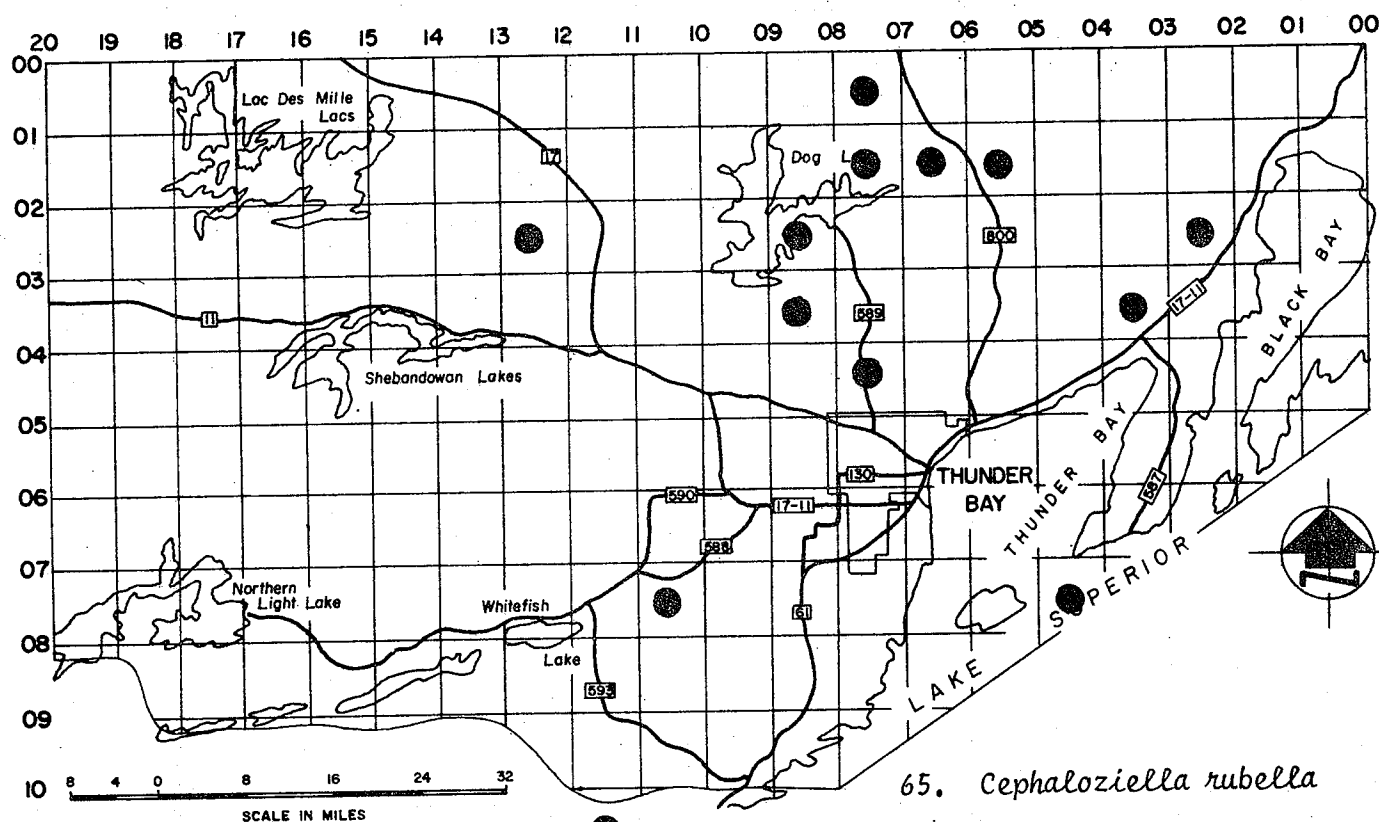 20 19 18 17 16 15 14 13 12 11 10 09 08 07 06 05 04 03 02 01 00
00
01
02
03
04
05
06
07
08
09
10
Lac Des Mille
Lacs
17
Dog L
800
589
17-11
11
Shebandowan Lakes
BLACK BAY
THUNDER BAY
130
THUNDER
BAY
590
17-11
588
587
N
Northern
Light Lake
Whitefish
Lake
61
593
LAKE SUPERIOR
8 4 0 8 16 24 32
SCALE IN MILES
65. Cephaloziella rubella